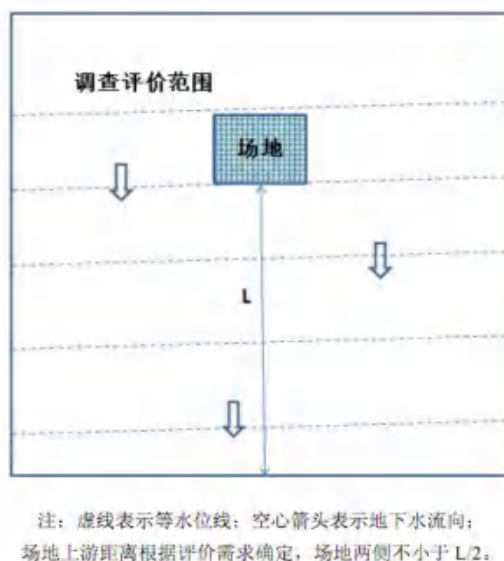 调查评价范围
场地
L
注：虚线表示等水位线；空心箭头表示地下水流向；
场地上游距离根据评价需求确定，场地两侧不小于 L/2。